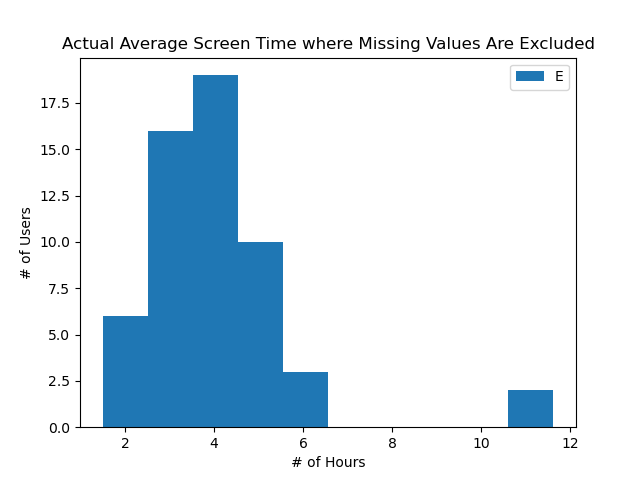 Actual Average Screen Time where Missing Values Are Excluded
E
17.5
15.0
12.5
10.0
7.5
5.0
2.5
0.0
# of Users
2 4 6 8 10 12
# of Hours